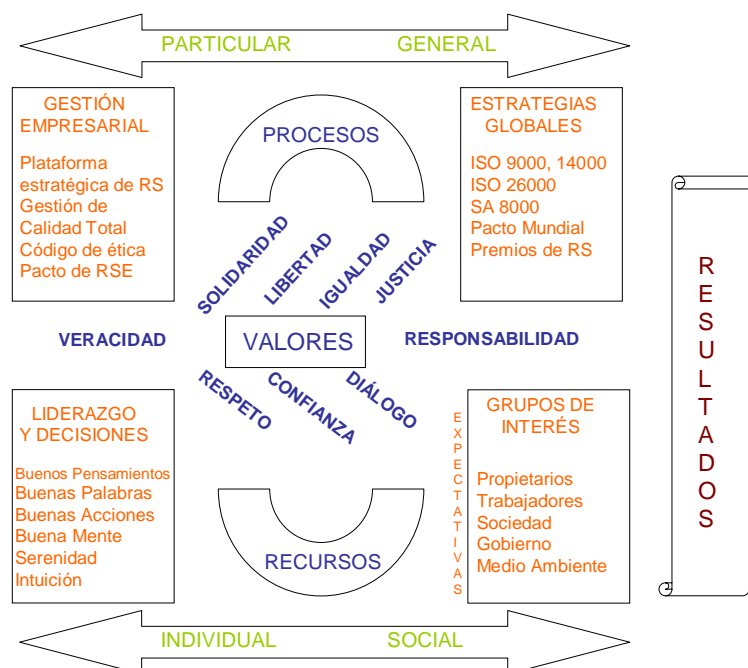 PARTICULAR GENERAL
GESTIÓN
EMPRESARIAL
Plataforma
estratégica de RS
Gestión de
Calidad Total
Código de ética
Pacto de RSE
PROCESOS
ESTRATEGIAS
GLOBALES
ISO 9000, 14000
ISO 26000
SA 8000
Pacto Mundial
Premios de RS
SOLIDARIDAD
LIBERTAD
IGUALDAD
JUSTICIA
VERACIDAD
VALORES
RESPONSABILIDAD
RESPETO
CONFIANZA
DIÁLOGO
LIDERAZGO
Y DECISIONES
Buenos Pensamientos
Buenas Palabras
Buenas Acciones
Buena Mente
Serenidad
Intuición
RECURSOS
EXPECTATIVAS
GRUPOS DE
INTERÉS
Propietarios
Trabajadores
Sociedad
Gobierno
Medio Ambiente
INDIVIDUAL SOCIAL
RESULTADOS